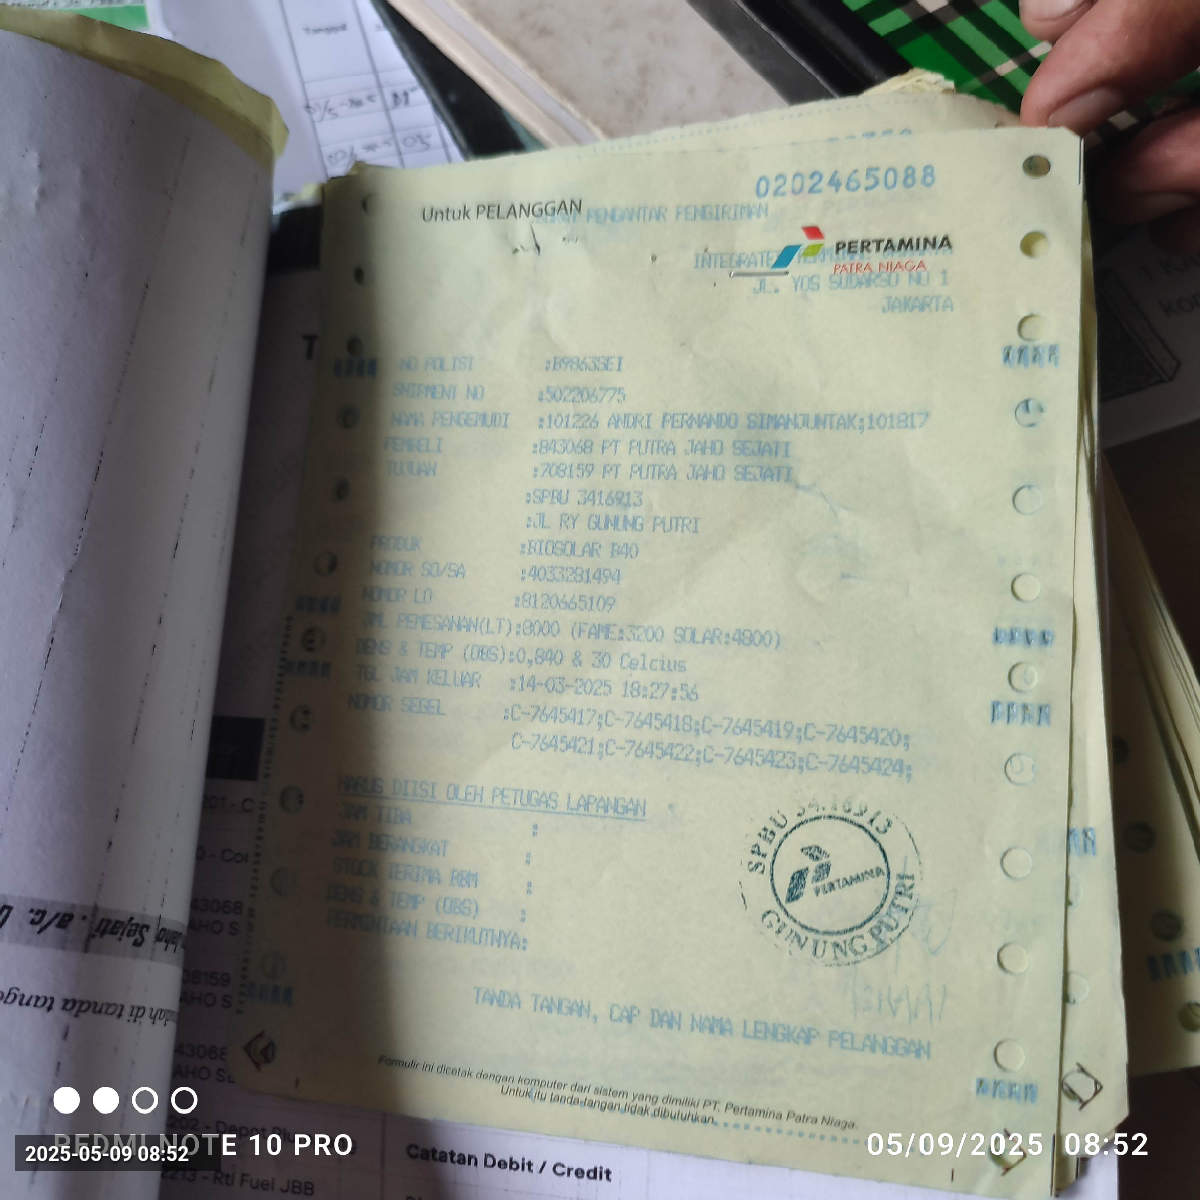 0202465088
Untuk PELANGGAN
SURAT PENGANTAR PENGIRIMAN
PERTAMINA
PATRA NIAGA
INTEGRATED
JL. YOS SUDARSO NO 1
JAKARTA
NO POLISI :B9863SEI
SHIPMENT NO :502206775
NAMA PENGEMUDI :101226 ANDRI PERNANDO SIMANJUNTAK;101817
PEMBELI :843068 PT PUTRA JAHO SEJATI
TUJUAN :708159 PT PUTRA JAHO SEJATI
:SPBU 3416913
:JL RY GUNUNG PUTRI
PRODUK :BIOSOLAR B40
NOMOR SO/SA :4033281494
NOMOR LO :8120665109
JML PEMESANAN(LT):8000 (FAME:3200 SOLAR:4800)
DENS & TEMP (OBS):0,840 & 30 Celcius
TGL JAM KELUAR :14-03-2025 18:27:56
NOMOR SEGEL :C-7645417;C-7645418;C-7645419;C-7645420;
C-7645421;C-7645422;C-7645423;C-7645424;
HARUS DIISI OLEH PETUGAS LAPANGAN
JAM TIBA :
JAM BERANGKAT :
STOCK TERIMA BBM :
DENS & TEMP (OBS) :
PERMINTAAN BERIKUTNYA:
SPBU 34.16913
PERTAMINA
GUNUNG PUTRI
TANDA TANGAN, CAP DAN NAMA LENGKAP PELANGGAN
Formulir ini dicetak dengan komputer dari sistem yang dimiliki PT. Pertamina Patra Niaga.
Untuk itu tanda-tangan tidak dibutuhkan.
Catatan Debit / Credit
Rtl Fuel JBB
REDMI NOTE 10 PRO
2025-05-09 08:52
05/09/2025 08:52